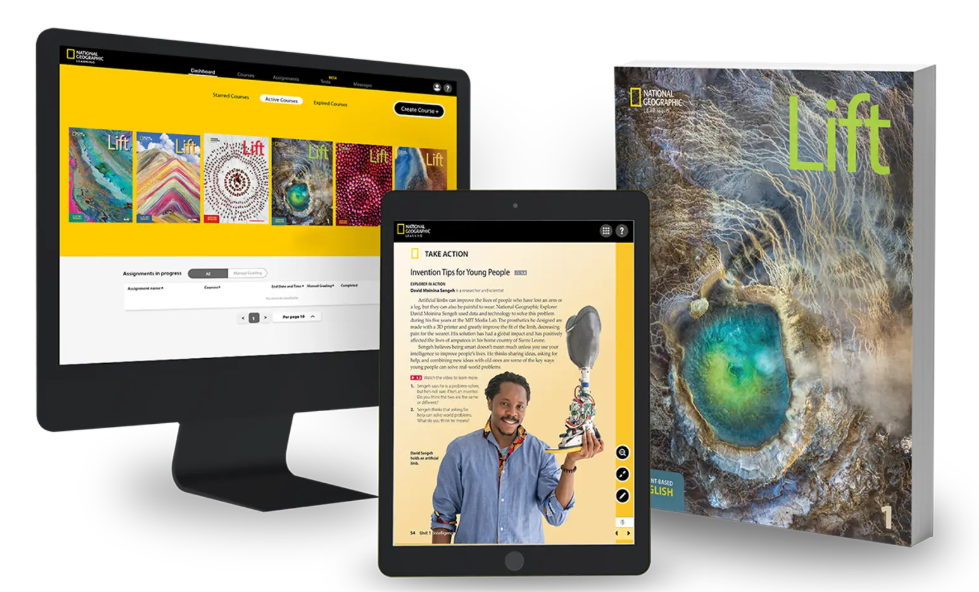 NATIONAL
GEOGRAPHIC
LEARNING
Dashboard
Courses
Assignments
BETA
Tests
Messages
?
Starred Courses
Active Courses
Expired Courses
Create Course +
Lift
Lift
Lift
Lift
Lift
Lift
Assignments in progress
All
Manual Grading
Assignment name
Courses
End Date and Time
Manual Grading
Completed
< 1 >
Per page 10
NATIONAL
GEOGRAPHIC
LEARNING
?
TAKE ACTION
Invention Tips for Young People
EXPLORER IN ACTION
David Moinina Sengeh is a researcher and scientist.
Artificial limbs can improve the lives of people who have lost an arm or
a leg, but they can also be painful to wear. National Geographic Explorer
David Moinina Sengeh used data and technology to solve this problem
during his five years at the MIT Media Lab. The prosthetics he designed are
made with a 3D printer and greatly improve the fit of the limb, decreasing
pain for the wearer. His solution has had a global impact and has positively
affected the lives of amputees in his home country of Sierra Leone.
Sengeh believes being smart doesn't mean much unless you use your
intelligence to improve people's lives. He thinks sharing ideas, asking for
help and combining new ideas with old ones are some of the key ways
young people can solve real-world problems.
Watch the video to learn more.
1. Sengeh says he is a problem-solver,
but he's not sure if he's an inventor.
Do you think the two are the same
or different?
2. Sengeh thinks that asking for
help can solve world problems.
What do you think he means?
David Sengeh
holds an artificial
limb.
54 Unit 5 Intelligence
NATIONAL
GEOGRAPHIC
LEARNING
Lift
NT-BASED
GLISH
1